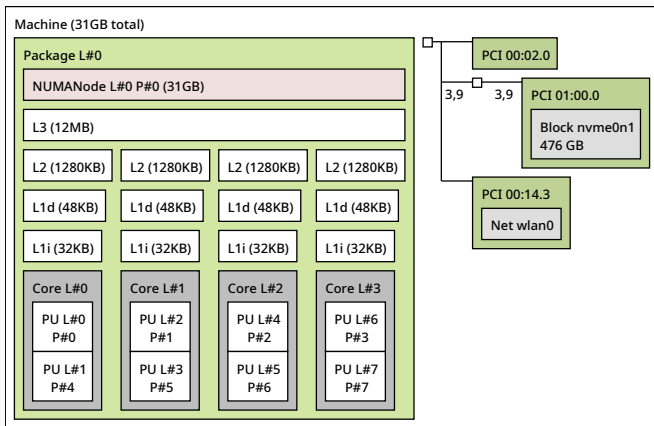 Machine (31GB total)
Package L#0
NUMANode L#0 P#0 (31GB)
L3 (12MB)
L2 (1280KB) L2 (1280KB) L2 (1280KB) L2 (1280KB)
L1d (48KB) L1d (48KB) L1d (48KB) L1d (48KB)
L1i (32KB) L1i (32KB) L1i (32KB) L1i (32KB)
Core L#0 Core L#1 Core L#2 Core L#3
PU L#0 PU L#2 PU L#4 PU L#6
P#0 P#1 P#2 P#3
PU L#1 PU L#3 PU L#5 PU L#7
P#4 P#5 P#6 P#7
PCI 00:02.0
3,9 3,9 PCI 01:00.0
Block nvme0n1
476 GB
PCI 00:14.3
Net wlan0